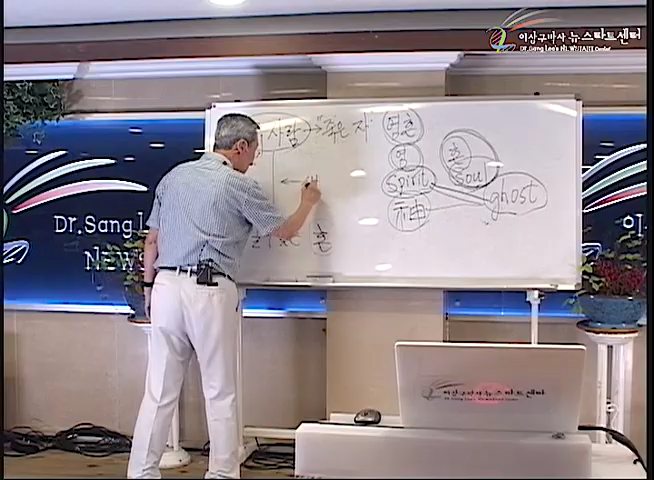 이상구박사 뉴스타트센터
Dr. Sang Lee's NEWSTART Center
사람 → "죽은 자"
영혼
영
혼
Soul
spirit
ghost
神
혼
Dr.Sang
NEWS
이상구박사 뉴스타트센터